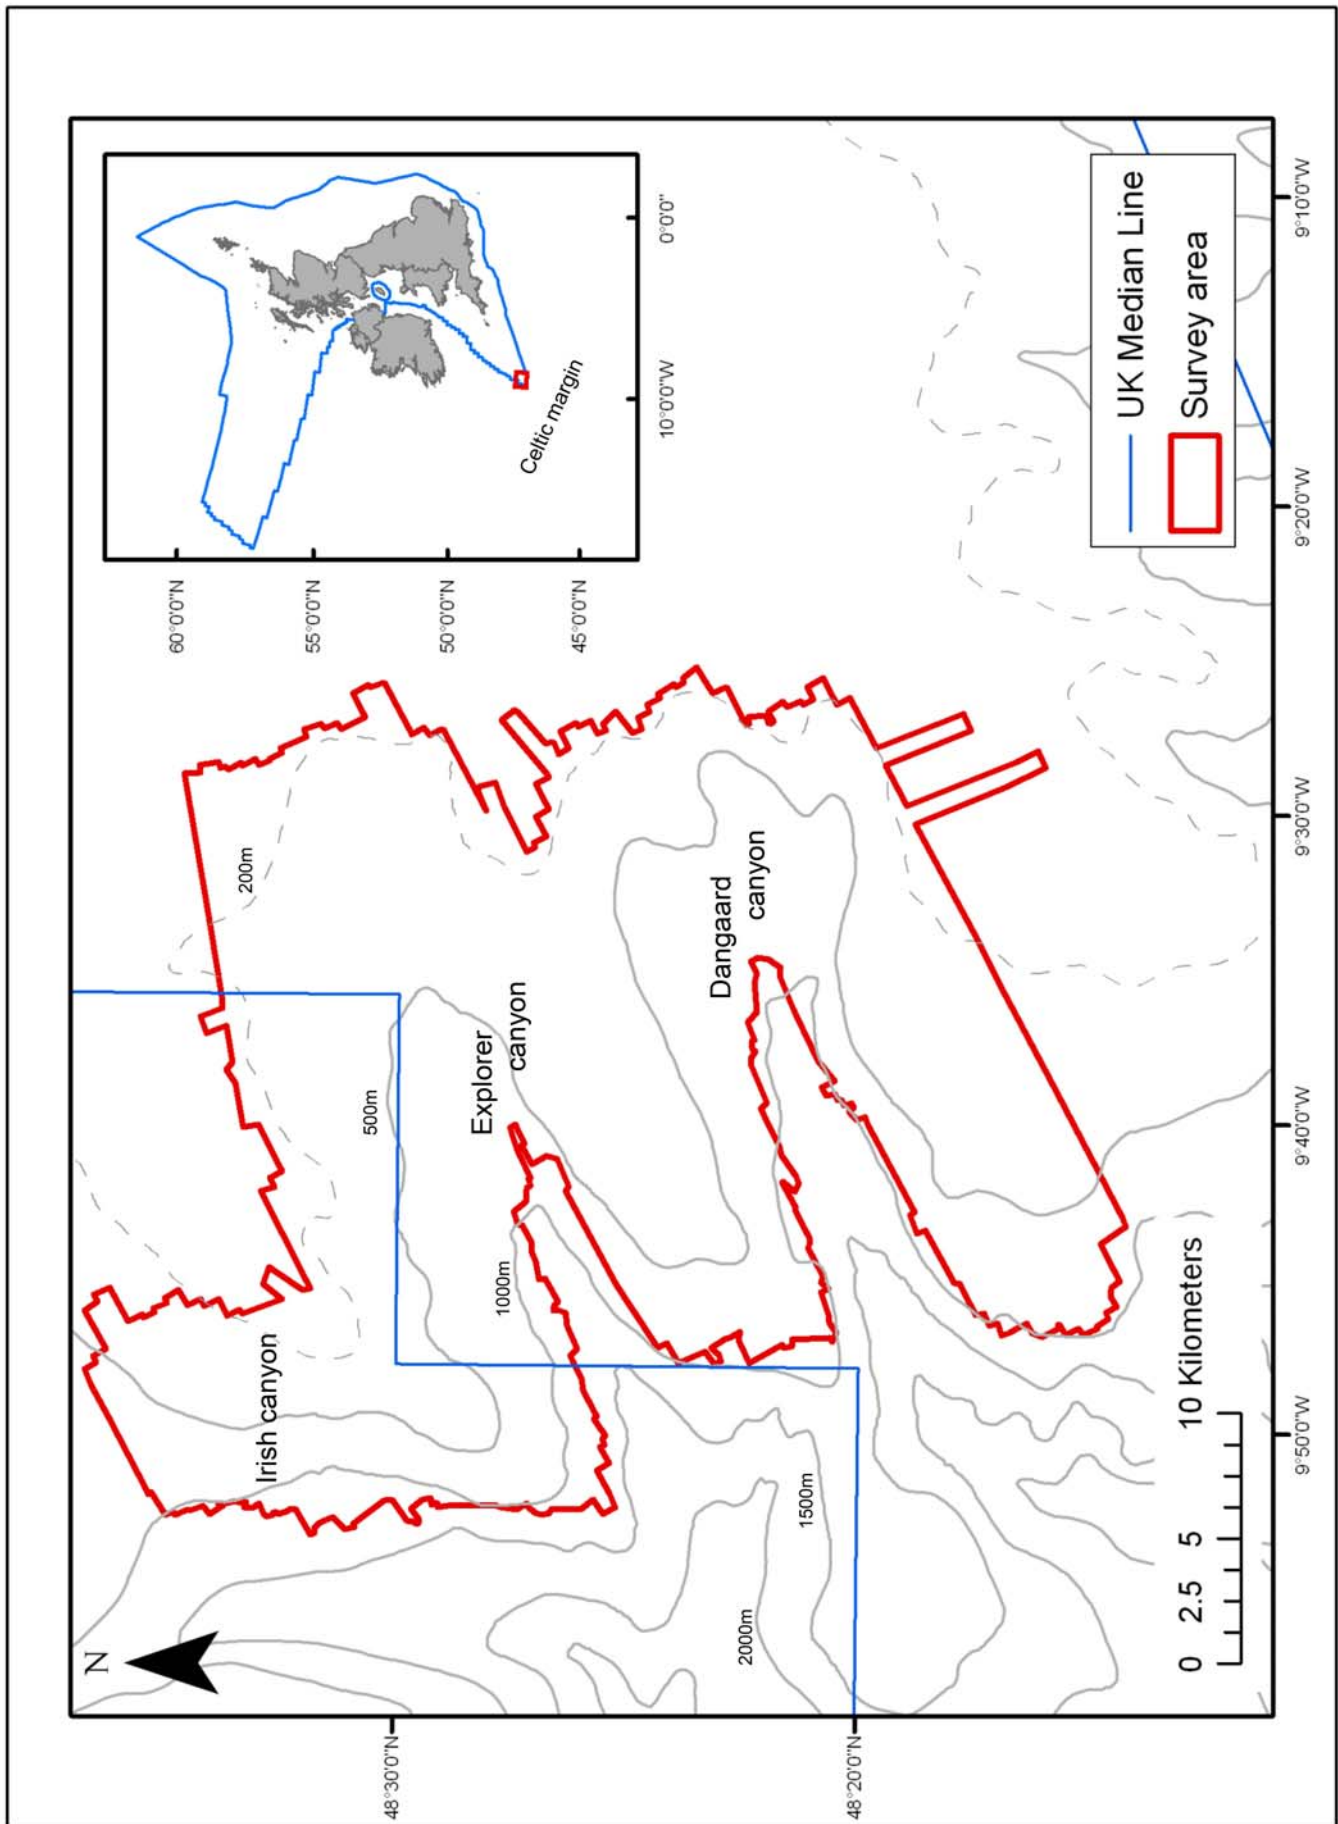 N
Irish canyon
Explorer
canyon
Dangaard
canyon
200m
500m
1000m
1500m
2000m
48°30'0"N
48°20'0"N
9°50'0"W
9°40'0"W
9°30'0"W
9°20'0"W
9°10'0"W
0 2.5 5 10 Kilometers
60°0'0"N
55°0'0"N
50°0'0"N
45°0'0"N
10°0'0"W
0°0'0"
Celtic margin
UK Median Line
Survey area